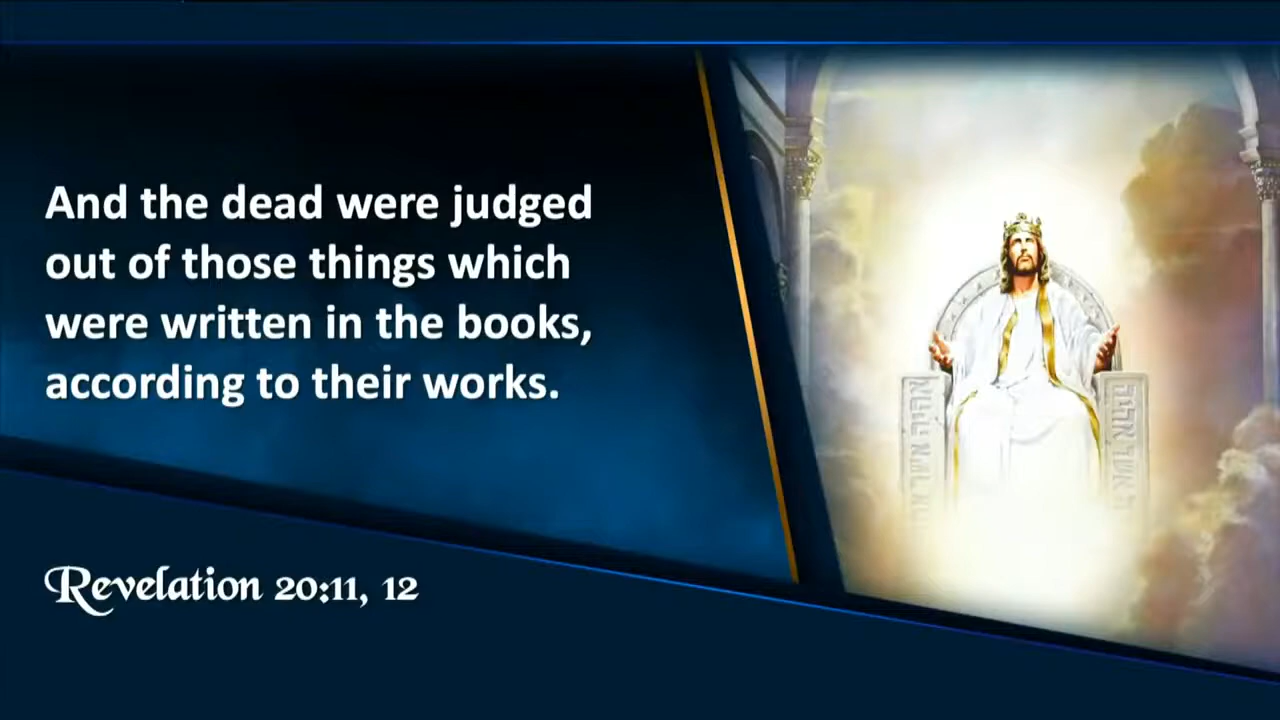 And the dead were judged
out of those things which
were written in the books,
according to their works.
Revelation 20:11, 12